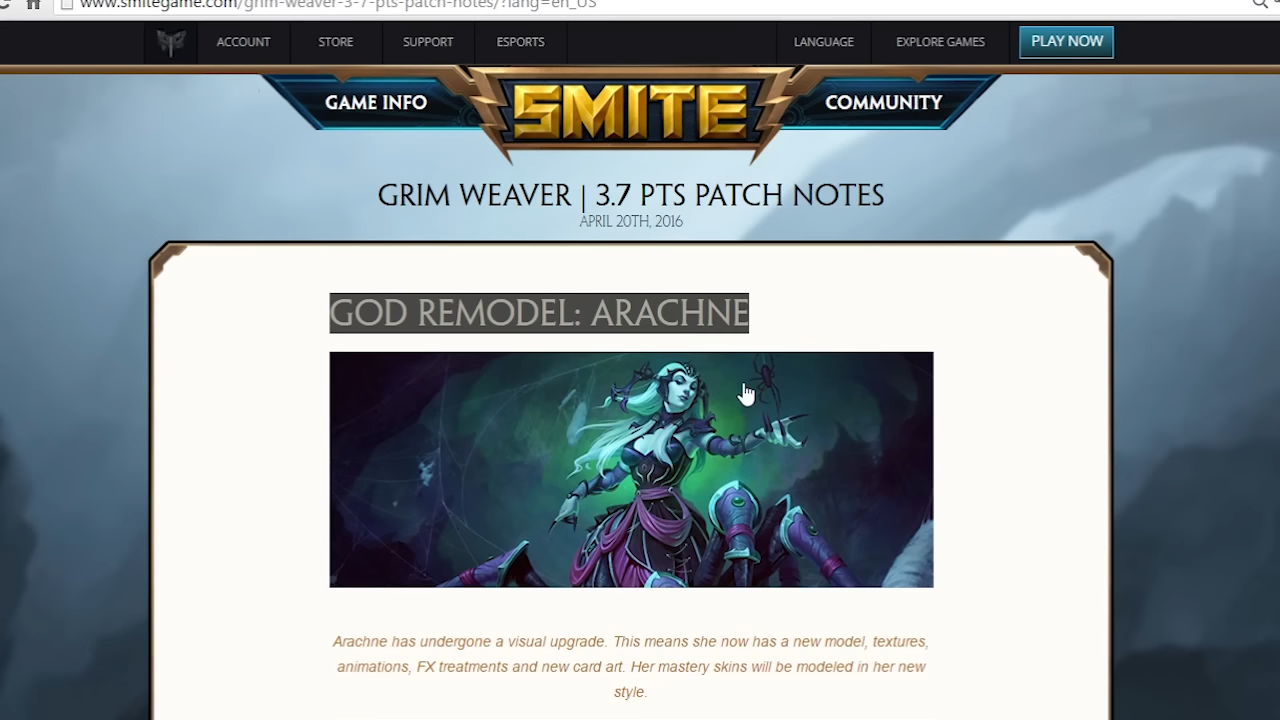 www.smitegame.com/grim-weaver-3-7-pts-patch-notes/?lang=en_US
ACCOUNT STORE SUPPORT ESPORTS LANGUAGE EXPLORE GAMES PLAY NOW
GAME INFO SMITE COMMUNITY
GRIM WEAVER | 3.7 PTS PATCH NOTES
APRIL 20TH, 2016
GOD REMODEL: ARACHNE
Arachne has undergone a visual upgrade. This means she now has a new model, textures,
animations, FX treatments and new card art. Her mastery skins will be modeled in her new
style.